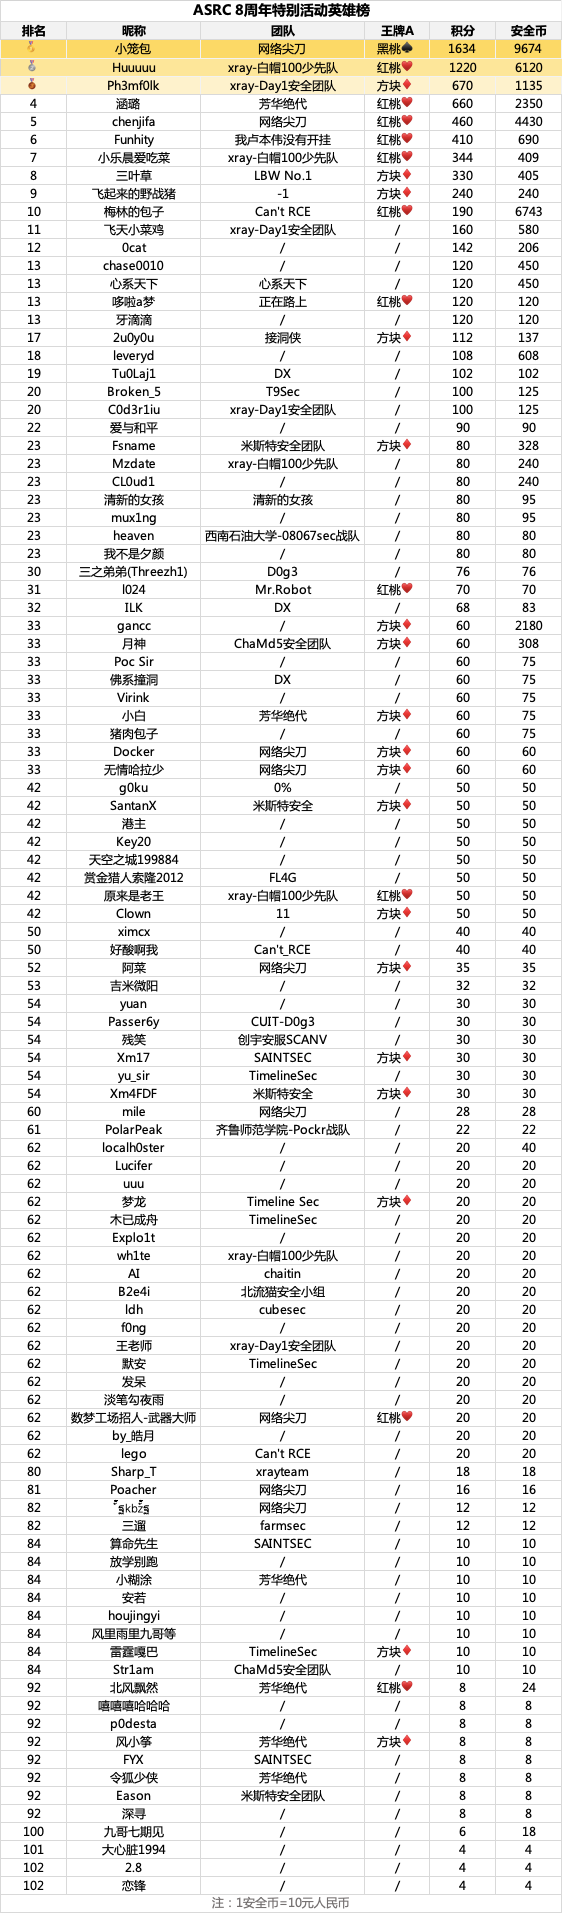 ASRC 8周年特别活动英雄榜
排名 昵称 团队 王牌A 积分 安全币
小笼包 网络尖刀 黑桃♠ 1634 9674
Huuuuu xray-白帽100少先队 红桃♥ 1220 6120
Ph3mf0lk xray-Day1安全团队 方块♦ 670 1135
4 涵璐 芳华绝代 红桃♥ 660 2350
5 chenjifa 网络尖刀 红桃♥ 460 4430
6 Funhity 我卢本伟没有开挂 红桃♥ 410 690
7 小乐晨爱吃菜 xray-白帽100少先队 红桃♥ 344 409
8 三叶草 LBW No.1 方块♦ 330 405
9 飞起来的野战猪 -1 方块♦ 240 240
10 梅林的包子 Can't RCE 红桃♥ 190 6743
11 飞天小菜鸡 xray-Day1安全团队 / 160 580
12 0cat / / 142 206
13 chase0010 / / 120 450
13 心系天下 心系天下 / 120 450
13 哆啦a梦 正在路上 红桃♥ 120 120
13 牙滴滴 / / 120 120
17 2u0y0u 接洞侠 方块♦ 112 137
18 leveryd / / 108 608
19 Tu0Laj1 DX / 102 102
20 Broken_5 T9Sec / 100 125
20 C0d3r1iu xray-Day1安全团队 / 100 125
22 爱与和平 / / 90 90
23 Fsname 米斯特安全团队 方块♦ 80 328
23 Mzdate xray-白帽100少先队 / 80 240
23 CL0ud1 / / 80 240
23 清新的女孩 清新的女孩 / 80 95
23 mux1ng / / 80 95
23 heaven 西南石油大学-08067sec战队 / 80 80
23 我不是夕颜 / / 80 80
30 三之弟弟(Threezh1) D0g3 / 76 76
31 l024 Mr.Robot 红桃♥ 70 70
32 ILK DX / 68 83
33 gancc / 方块♦ 60 2180
33 月神 ChaMd5安全团队 方块♦ 60 308
33 Poc Sir / / 60 75
33 佛系撞洞 DX / 60 75
33 Virink / / 60 75
33 小白 芳华绝代 方块♦ 60 75
33 猪肉包子 / / 60 75
33 Docker 网络尖刀 方块♦ 60 60
33 无情哈拉少 网络尖刀 方块♦ 60 60
42 g0ku 0% / 50 50
42 SantanX 米斯特安全 方块♦ 50 50
42 港主 / / 50 50
42 Key20 / / 50 50
42 天空之城199884 / / 50 50
42 赏金猎人索隆2012 FL4G / 50 50
42 原来是老王 xray-白帽100少先队 红桃♥ 50 50
42 Clown 11 方块♦ 50 50
50 ximcx / / 40 40
50 好酸啊我 Can't_RCE / 40 40
52 阿菜 网络尖刀 方块♦ 35 35
53 吉米微阳 / / 32 32
54 yuan / / 30 30
54 Passer6y CUIT-D0g3 / 30 30
54 残笑 创宇安服SCANV / 30 30
54 Xm17 SAINTSEC 方块♦ 30 30
54 yu_sir TimelineSec / 30 30
54 Xm4FDF 米斯特安全 方块♦ 30 30
60 mile 网络尖刀 / 28 28
61 PolarPeak 齐鲁师范学院-Pockr战队 / 22 22
62 localh0ster / / 20 40
62 Lucifer / / 20 20
62 uuu / / 20 20
62 梦龙 Timeline Sec 方块♦ 20 20
62 木已成舟 TimelineSec / 20 20
62 Explo1t / / 20 20
62 wh1te xray-白帽100少先队 / 20 20
62 AI chaitin / 20 20
62 B2e4i 北流猫安全小组 / 20 20
62 ldh cubesec / 20 20
62 f0ng / / 20 20
62 王老师 xray-Day1安全团队 / 20 20
62 默安 TimelineSec / 20 20
62 发呆 / / 20 20
62 淡笔勾夜雨 / / 20 20
62 数梦工场招人-武器大师 网络尖刀 红桃♥ 20 20
62 by_皓月 / / 20 20
62 lego Can't RCE / 20 20
80 Sharp_T xrayteam / 18 18
81 Poacher 网络尖刀 / 16 16
82 网络尖刀 / 12 12
82 三遛 farmsec / 12 12
84 算命先生 SAINTSEC / 10 10
84 放学别跑 / / 10 10
84 小糊涂 芳华绝代 / 10 10
84 安若 / / 10 10
84 houjingyi / / 10 10
84 风里雨里九哥等 / / 10 10
84 雷霆嘎巴 TimelineSec 方块♦ 10 10
84 Str1am ChaMd5安全团队 / 10 10
92 北风飘然 芳华绝代 红桃♥ 8 24
92 嘻嘻嘻哈哈哈 / / 8 8
92 p0desta / / 8 8
92 风小筝 芳华绝代 方块♦ 8 8
92 FYX SAINTSEC / 8 8
92 令狐少侠 芳华绝代 / 8 8
92 Eason 米斯特安全团队 / 8 8
92 深寻 / / 8 8
100 九哥七期见 / / 6 18
101 大心脏1994 / / 4 4
102 2.8 / / 4 4
102 恋锋 / / 4 4
注：1安全币=10元人民币